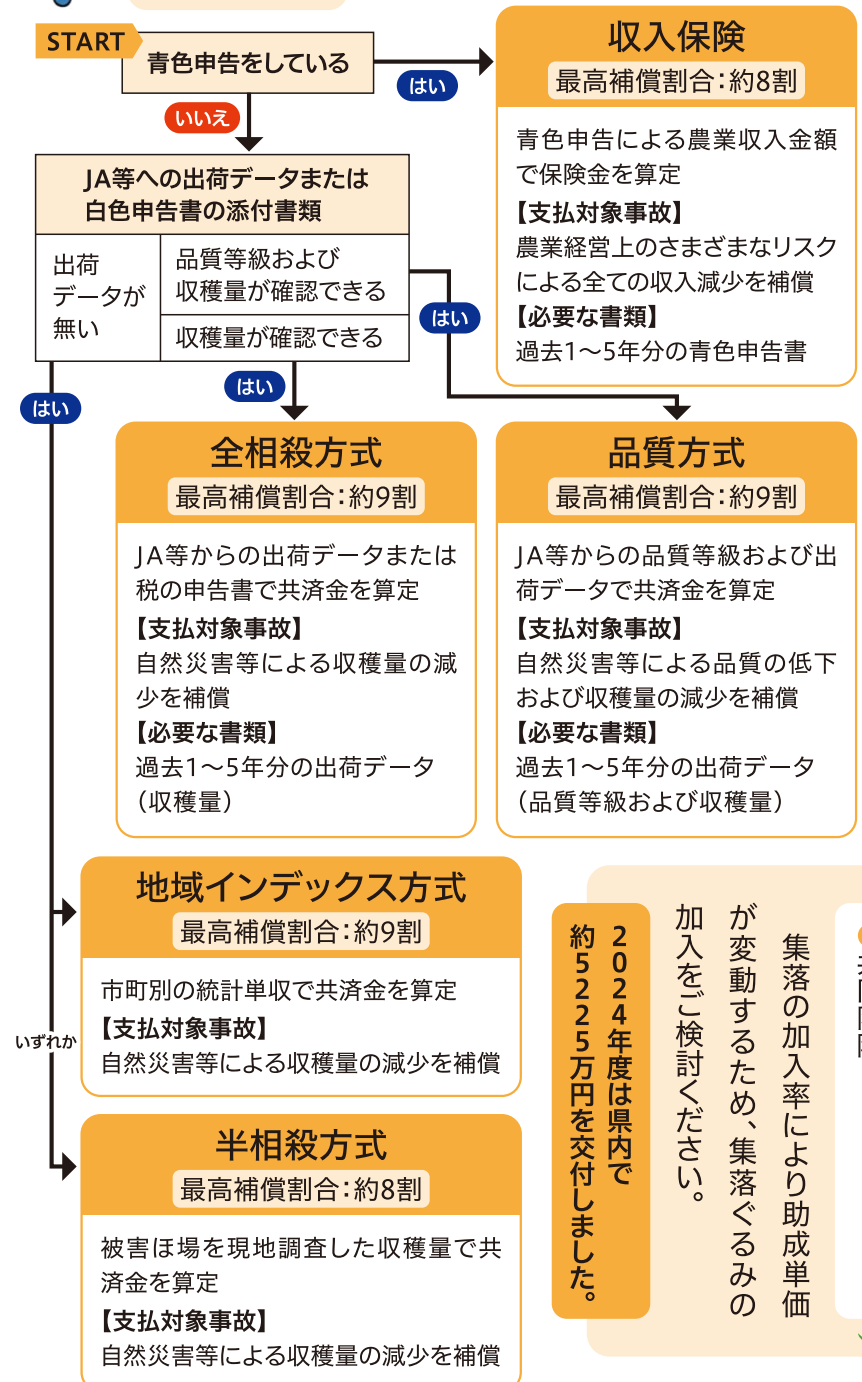 START
青色申告をしている
はい
いいえ
収入保険
最高補償割合：約8割
青色申告による農業収入金額
で保険金を算定
【支払対象事故】
農業経営上のさまざまなリスク
による全ての収入減少を補償
【必要な書類】
過去1～5年分の青色申告書
JA等への出荷データまたは
白色申告書の添付書類
出荷
データが
無い
品質等級および
収穫量が確認できる
収穫量が確認できる
はい
はい
はい
全相殺方式
最高補償割合：約9割
JA等からの出荷データまたは
税の申告書で共済金を算定
【支払対象事故】
自然災害等による収穫量の減
少を補償
【必要な書類】
過去1～5年分の出荷データ
（収穫量）
品質方式
最高補償割合：約9割
JA等からの品質等級および出
荷データで共済金を算定
【支払対象事故】
自然災害等による品質の低下
および収穫量の減少を補償
【必要な書類】
過去1～5年分の出荷データ
（品質等級および収穫量）
地域インデックス方式
最高補償割合：約9割
市町別の統計単収で共済金を算定
【支払対象事故】
自然災害等による収穫量の減少を補償
いずれか
半相殺方式
最高補償割合：約8割
被害ほ場を現地調査した収穫量で共
済金を算定
【支払対象事故】
自然災害等による収穫量の減少を補償
集落の加入率により助成単価
が変動するため、集落ぐるみの
加入をご検討ください。
2024年度は県内で
約5225万円を交付しました。